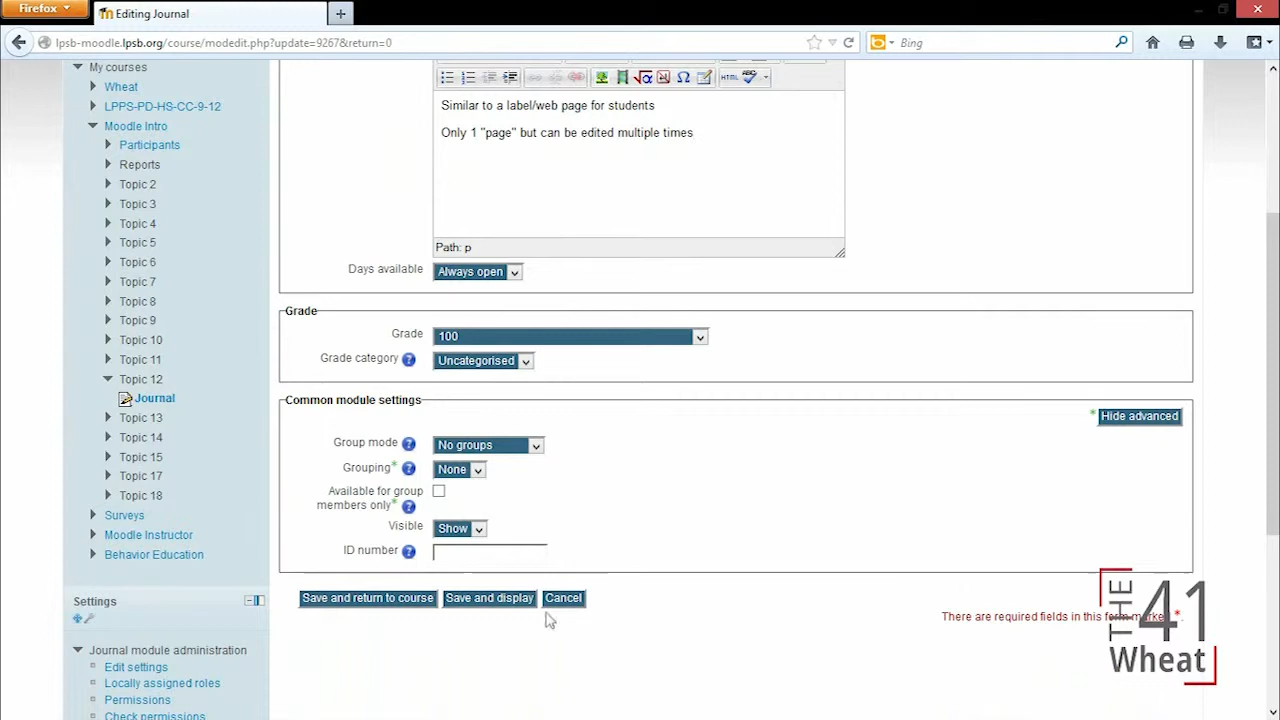 Firefox
Editing Journal
lpsb-moodle.lpsb.org/course/modedit.php?update=9267&return=0
Bing
My courses
Wheat
LPPS-PD-HS-CC-9-12
Moodle Intro
Participants
Reports
Topic 2
Topic 3
Topic 4
Topic 5
Topic 6
Topic 7
Topic 8
Topic 9
Topic 10
Topic 11
Topic 12
Journal
Topic 13
Topic 14
Topic 15
Topic 17
Topic 18
Surveys
Moodle Instructor
Behavior Education
Settings
Journal module administration
Edit settings
Locally assigned roles
Permissions
Check permissions
HTML
Similar to a label/web page for students
Only 1 "page" but can be edited multiple times
Path: p
Days available Always open
Grade
Grade 100
Grade category Uncategorised
Common module settings
* Hide advanced
Group mode No groups
Grouping* None
Available for group
members only*
Visible Show
ID number
Save and return to course Save and display Cancel
There are required fields in this form marked *.
THE 41
Wheat